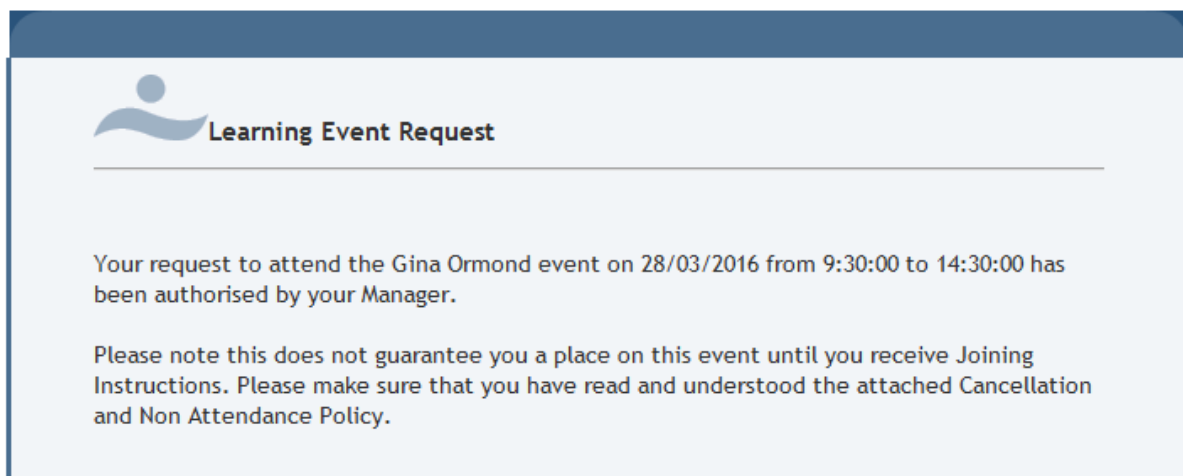 Learning Event Request
Your request to attend the Gina Ormond event on 28/03/2016 from 9:30:00 to 14:30:00 has
been authorised by your Manager.
Please note this does not guarantee you a place on this event until you receive Joining
Instructions. Please make sure that you have read and understood the attached Cancellation
and Non Attendance Policy.